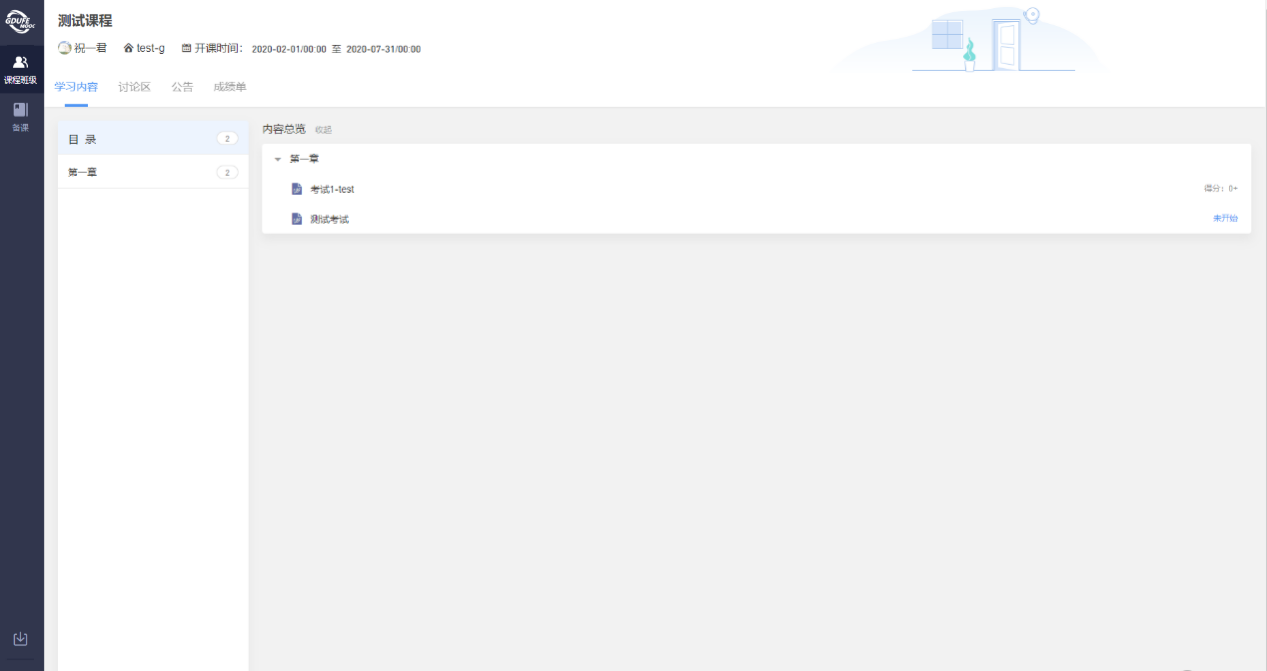 GDUFE
MOOC
课程班级
备课
测试课程
祝一君 test-g 开课时间： 2020-02-01/00:00 至 2020-07-31/00:00
学习内容 讨论区 公告 成绩单
目 录 2
第一章 2
内容总览 收起
第一章
考试1-test 得分：0+
测试考试 未开始